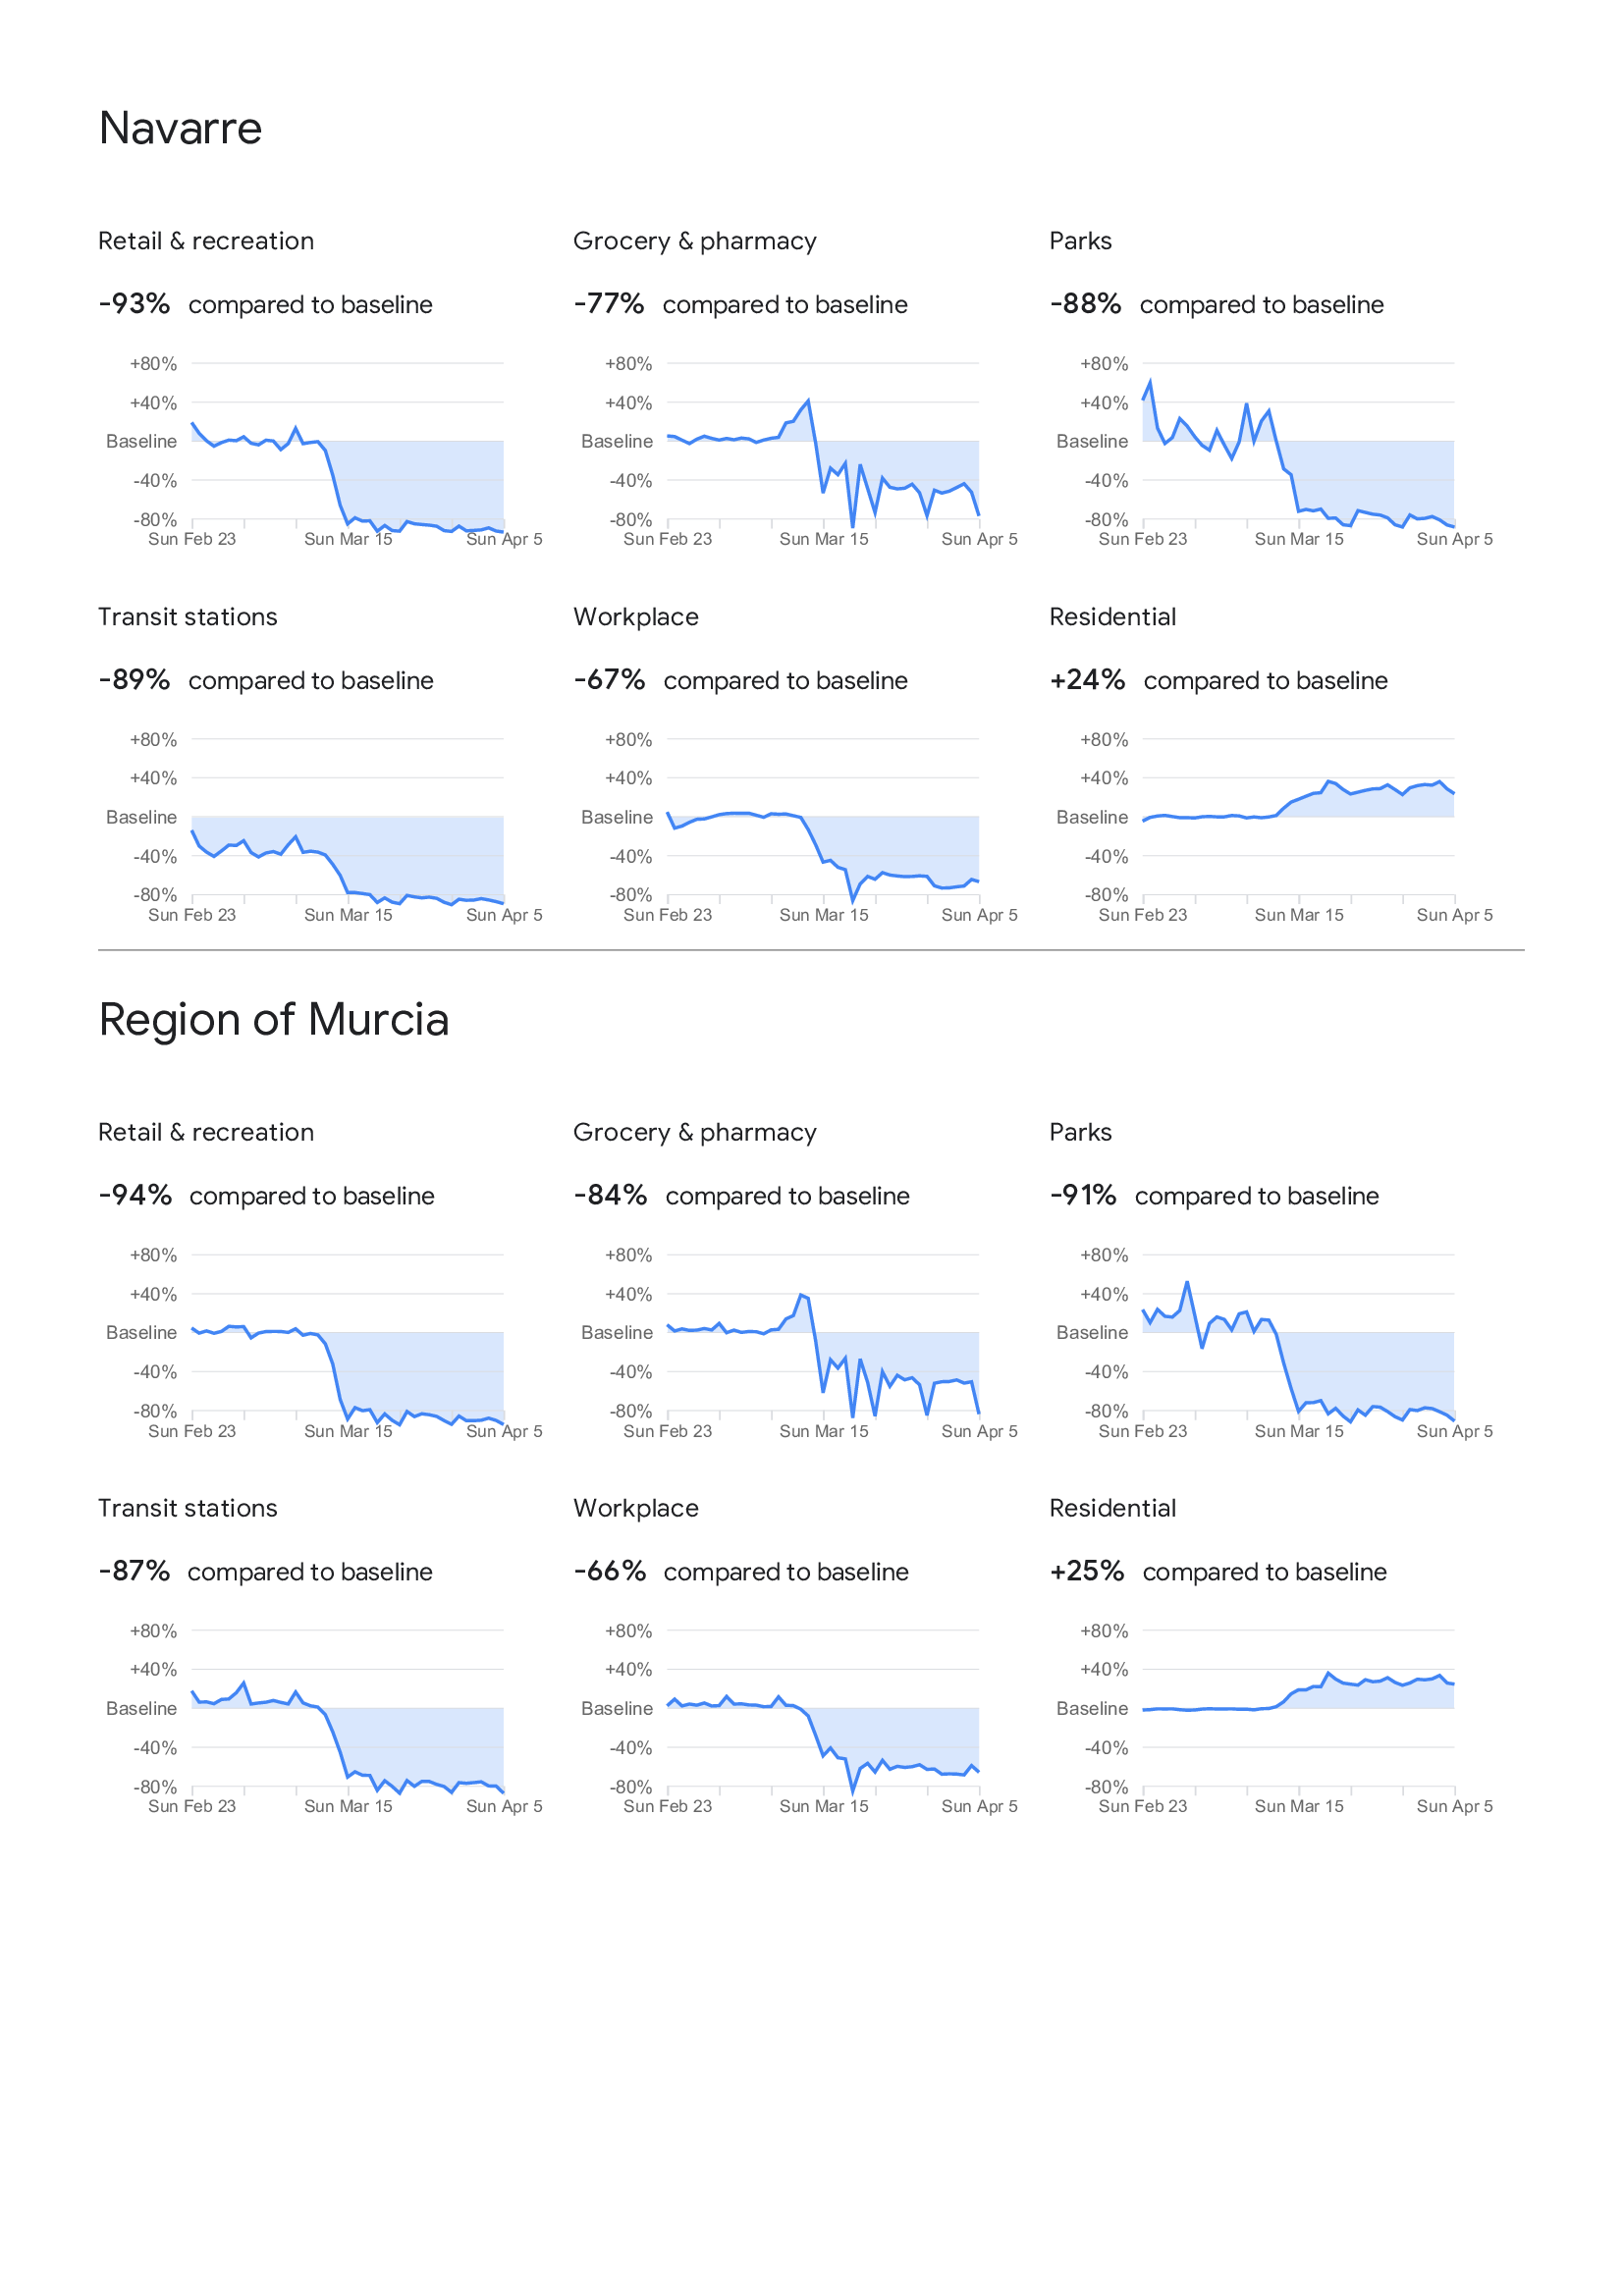 Navarre
Retail & recreation
-93% compared to baseline
+80%
+40%
Baseline
-40%
-80%
Sun Feb 23 Sun Mar 15 Sun Apr 5
Grocery & pharmacy
-77% compared to baseline
+80%
+40%
Baseline
-40%
-80%
Sun Feb 23 Sun Mar 15 Sun Apr 5
Parks
-88% compared to baseline
+80%
+40%
Baseline
-40%
-80%
Sun Feb 23 Sun Mar 15 Sun Apr 5
Transit stations
-89% compared to baseline
+80%
+40%
Baseline
-40%
-80%
Sun Feb 23 Sun Mar 15 Sun Apr 5
Workplace
-67% compared to baseline
+80%
+40%
Baseline
-40%
-80%
Sun Feb 23 Sun Mar 15 Sun Apr 5
Residential
+24% compared to baseline
+80%
+40%
Baseline
-40%
-80%
Sun Feb 23 Sun Mar 15 Sun Apr 5
Region of Murcia
Retail & recreation
-94% compared to baseline
+80%
+40%
Baseline
-40%
-80%
Sun Feb 23 Sun Mar 15 Sun Apr 5
Grocery & pharmacy
-84% compared to baseline
+80%
+40%
Baseline
-40%
-80%
Sun Feb 23 Sun Mar 15 Sun Apr 5
Parks
-91% compared to baseline
+80%
+40%
Baseline
-40%
-80%
Sun Feb 23 Sun Mar 15 Sun Apr 5
Transit stations
-87% compared to baseline
+80%
+40%
Baseline
-40%
-80%
Sun Feb 23 Sun Mar 15 Sun Apr 5
Workplace
-66% compared to baseline
+80%
+40%
Baseline
-40%
-80%
Sun Feb 23 Sun Mar 15 Sun Apr 5
Residential
+25% compared to baseline
+80%
+40%
Baseline
-40%
-80%
Sun Feb 23 Sun Mar 15 Sun Apr 5